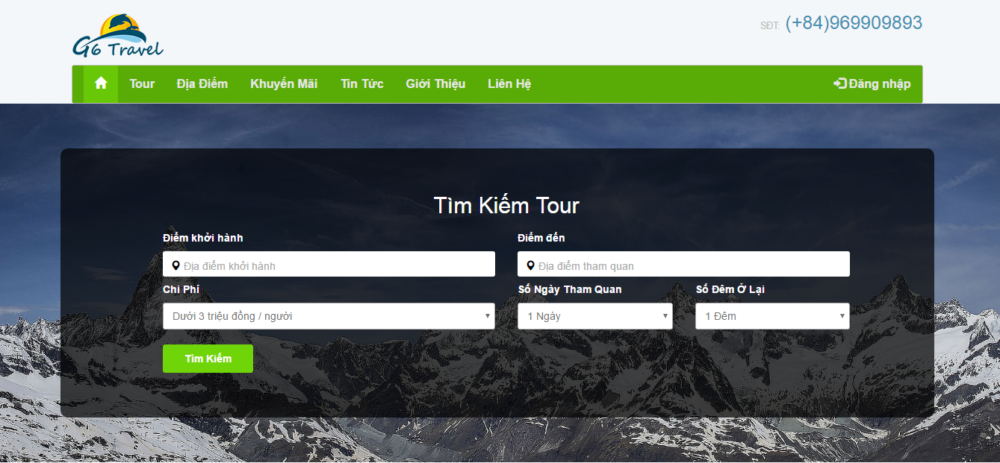 G6 Travel
SĐT: (+84)969909893
Tour Địa Điểm Khuyến Mãi Tin Tức Giới Thiệu Liên Hệ Đăng nhập
Tìm Kiếm Tour
Điểm khởi hành Điểm đến
Địa điểm khởi hành Địa điểm tham quan
Chi Phí Số Ngày Tham Quan Số Đêm Ở Lại
Dưới 3 triệu đồng / người 1 Ngày 1 Đêm
Tìm Kiếm